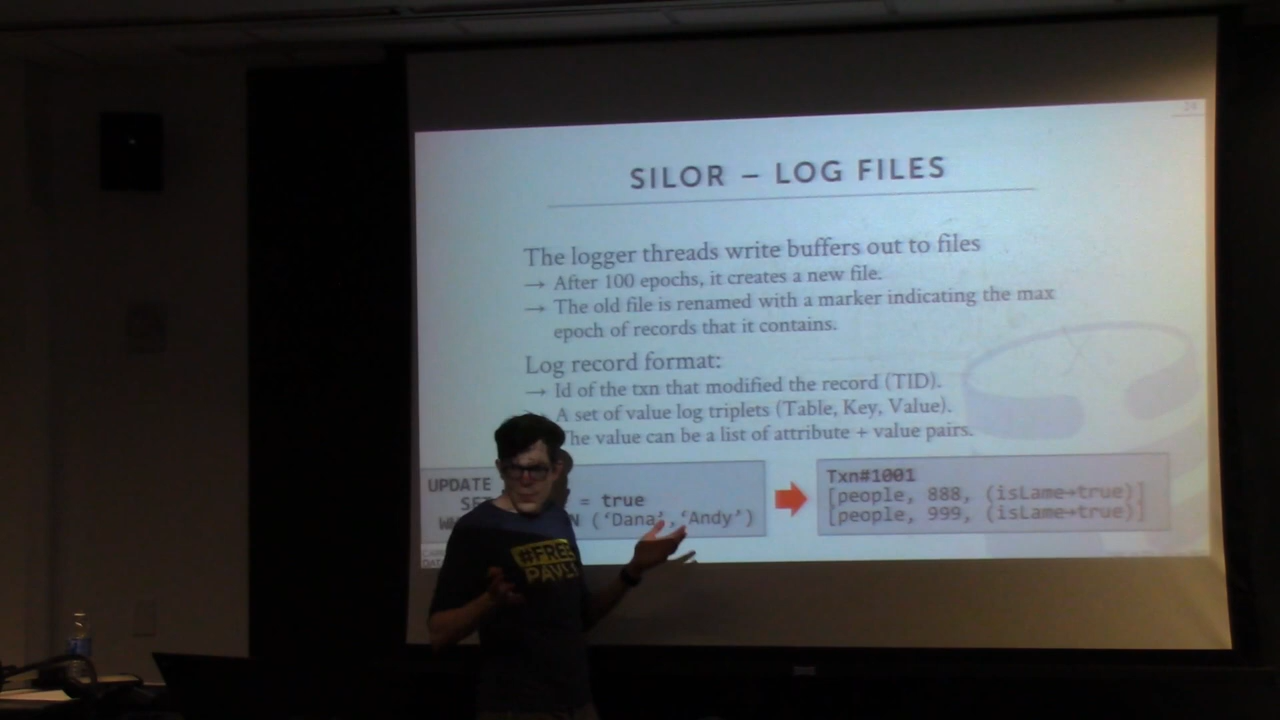 24
SILOR – LOG FILES
The logger threads write buffers out to files
→ After 100 epochs, it creates a new file.
→ The old file is renamed with a marker indicating the max
epoch of records that it contains.
Log record format:
→ Id of the txn that modified the record (TID).
A set of value log triplets (Table, Key, Value).
The value can be a list of attribute + value pairs.
UPDATE
SET = true
('Dana','Andy')
Txn#1001
[people, 888, (isLame→true)]
[people, 999, (isLame→true)]
#FREE
PAVLO